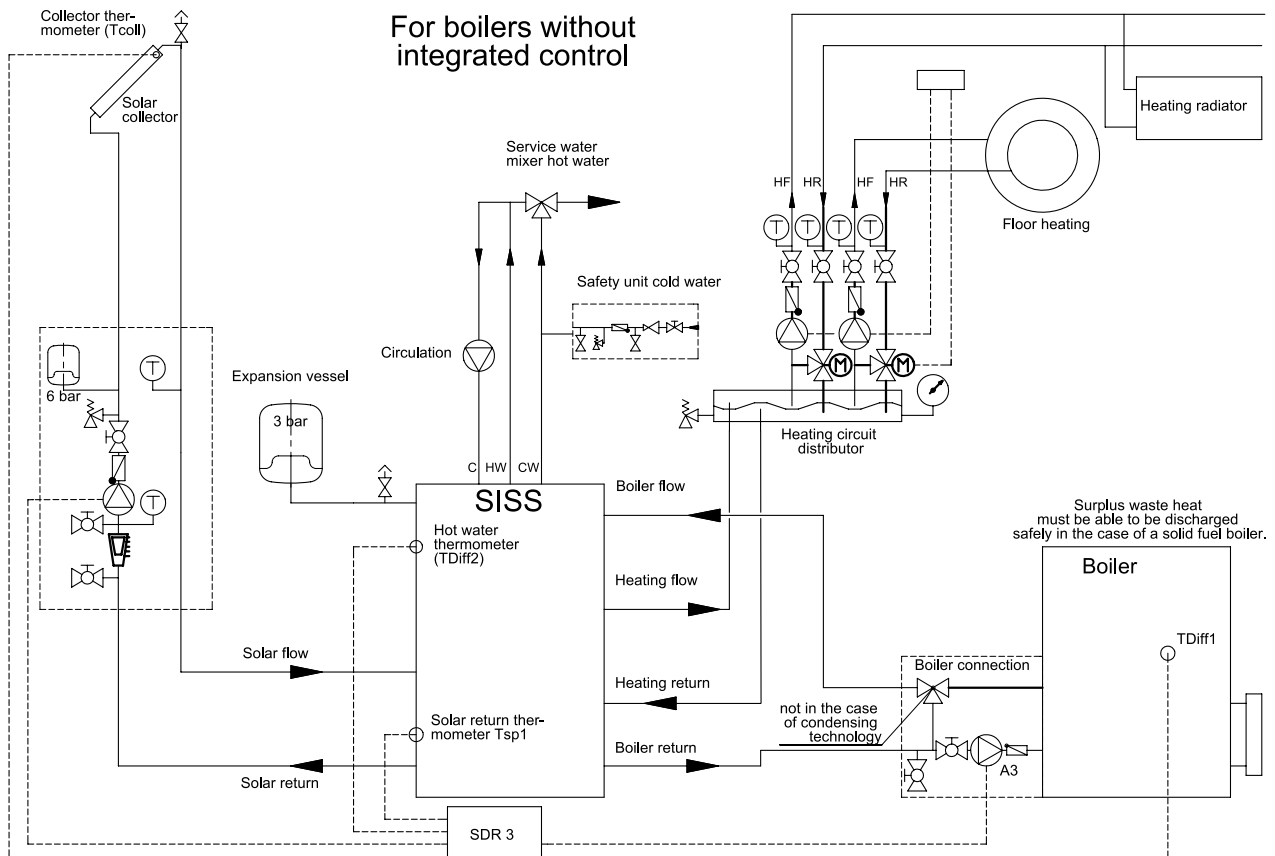 Collector ther-
mometer (Tcoll)
For boilers without
integrated control
Solar
collector
Heating radiator
Service water
mixer hot water
HF
HR
HF
HR
T
T
T
T
Floor heating
Safety unit cold water
Circulation
T
6 bar
Expansion vessel
3 bar
M
M
Heating circuit
distributor
C
HW
CW
SISS
Boiler flow
T
Hot water
thermometer
(TDiff2)
Surplus waste heat
must be able to be discharged
safely in the case of a solid fuel boiler.
Boiler
Heating flow
TDiff1
Solar flow
Boiler connection
Heating return
not in the case
of condensing
technology
Solar return ther-
mometer Tsp1
Boiler return
A3
Solar return
SDR 3